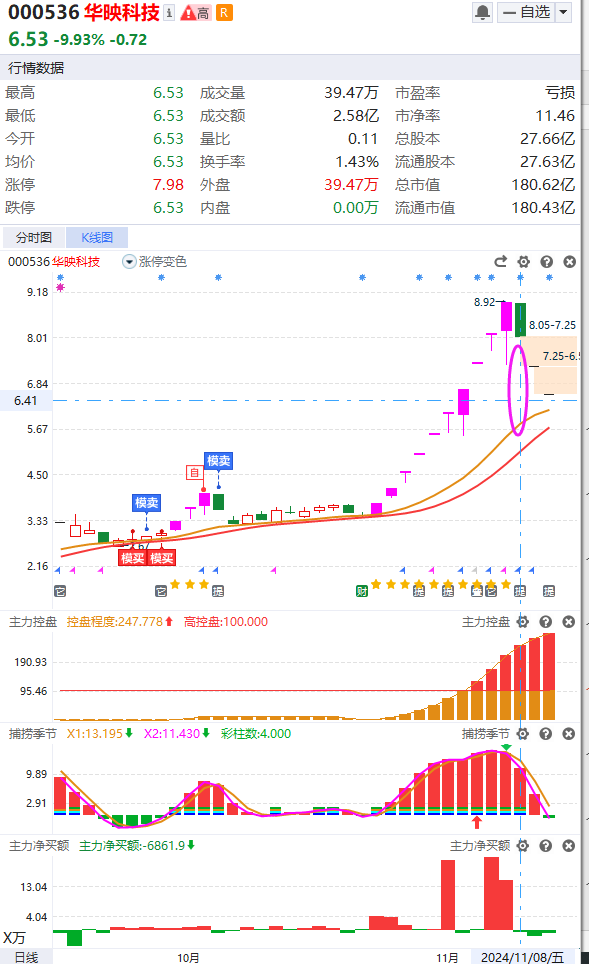 000536 华映科技 高 R 自选
6.53 -9.93% -0.72
行情数据
最高 6.53 成交量 39.47万 市盈率 亏损
最低 6.53 成交额 2.58亿 市净率 11.46
今开 6.53 量比 0.11 总股本 27.66亿
均价 6.53 换手率 1.43% 流通股本 27.63亿
涨停 7.98 外盘 39.47万 总市值 180.62亿
跌停 6.53 内盘 0.00万 流通市值 180.43亿
分时图 K线图
000536 华映科技 涨停变色
9.18
8.92
8.05-7.25
8.01
7.25-6.5
6.84
6.41
5.67
4.50
自 模卖
模卖
3.33
模买 模买
2.16
主力控盘 控盘程度:247.778 高控盘:100.000 主力控盘
190.93
95.46
捕捞季节 X1:13.195 X2:11.430 彩柱数:4.000 捕捞季节
9.89
2.91
主力净买额 主力净买额:-6861.9 主力净买额
13.04
4.04
X万
日线 10月 11月 2024/11/08/五